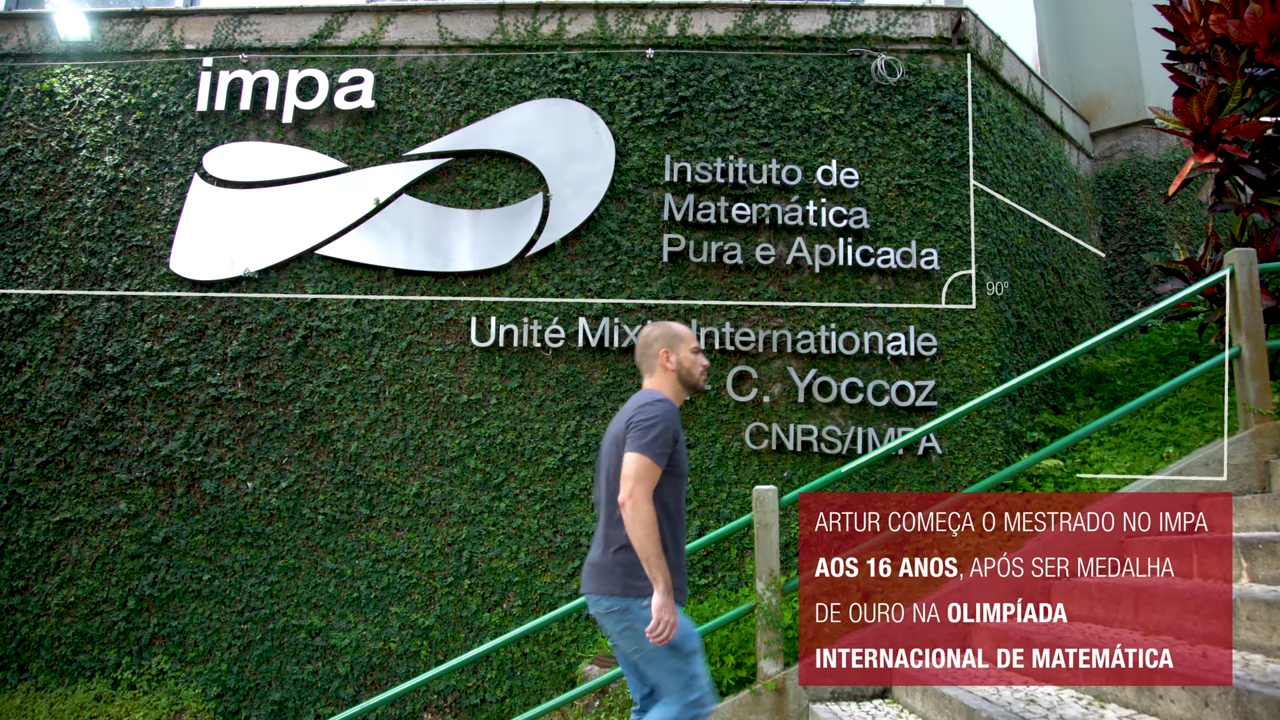 impa
Instituto de
Matemática
Pura e Aplicada
90º
Unité Internationale
C. Yoccoz
CNRS/IMPA
ARTUR COMEÇA O MESTRADO NO IMPA
AOS 16 ANOS, APÓS SER MEDALHA
DE OURO NA OLIMPÍADA
INTERNACIONAL DE MATEMÁTICA